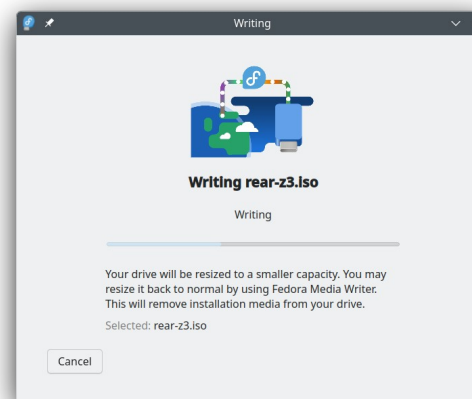 Writing
Writing rear-z3.iso
Writing
Your drive will be resized to a smaller capacity. You may
resize it back to normal by using Fedora Media Writer.
This will remove installation media from your drive.
Selected: rear-z3.iso
Cancel